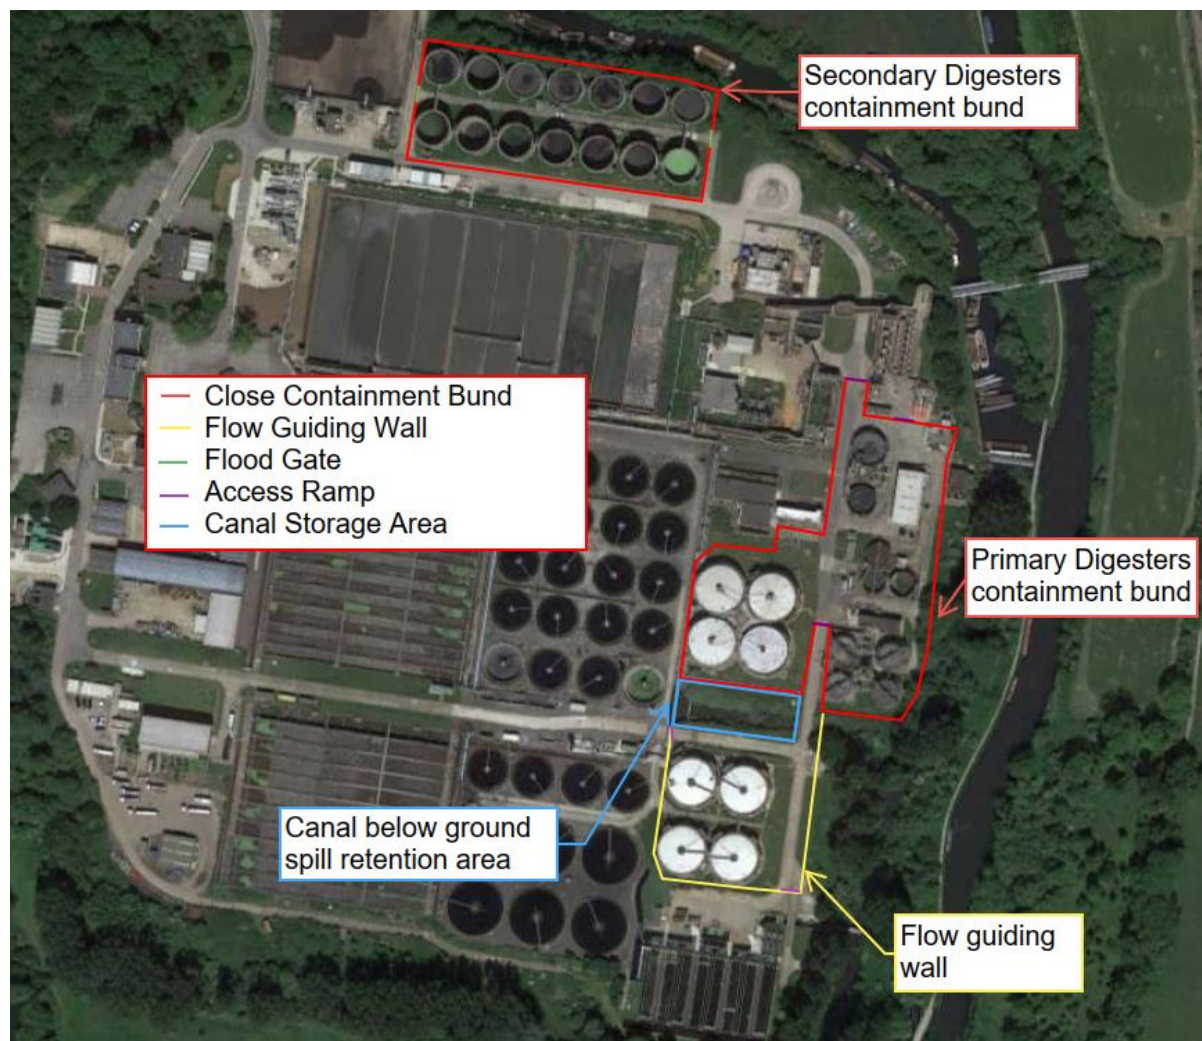 Secondary Digesters
containment bund
Close Containment Bund
Flow Guiding Wall
Flood Gate
Access Ramp
Canal Storage Area
Primary Digesters
containment bund
Canal below ground
spill retention area
Flow guiding
wall